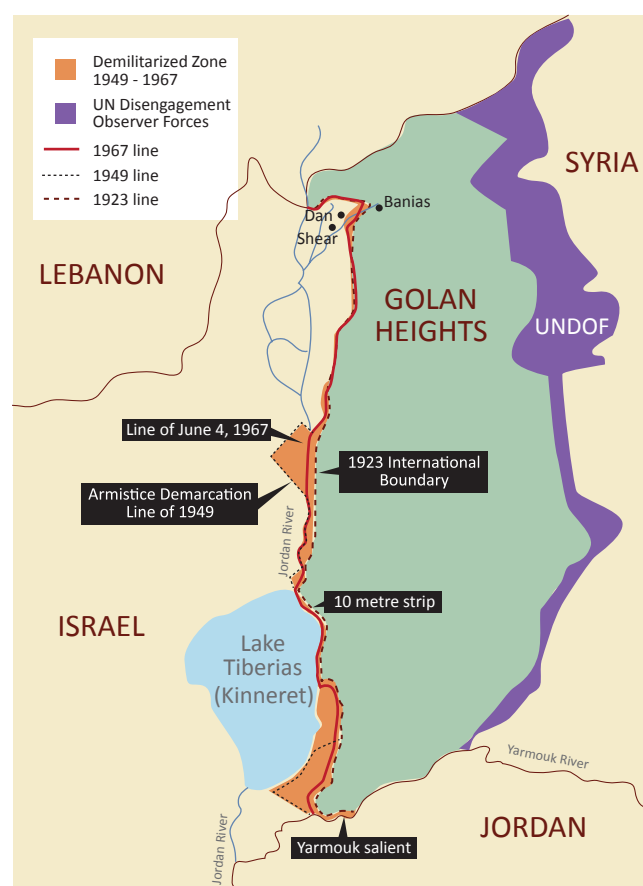 Demilitarized Zone
1949 - 1967
UN Disengagement
Observer Forces
1967 line
1949 line
1923 line
SYRIA
Banias
Dan
Shear
LEBANON
GOLAN
HEIGHTS
UNDOF
Line of June 4, 1967
1923 International
Boundary
Armistice Demarcation
Line of 1949
Jordan River
10 metre strip
ISRAEL
Lake
Tiberias
(Kinneret)
Yarmouk River
Jordan River
JORDAN
Yarmouk salient